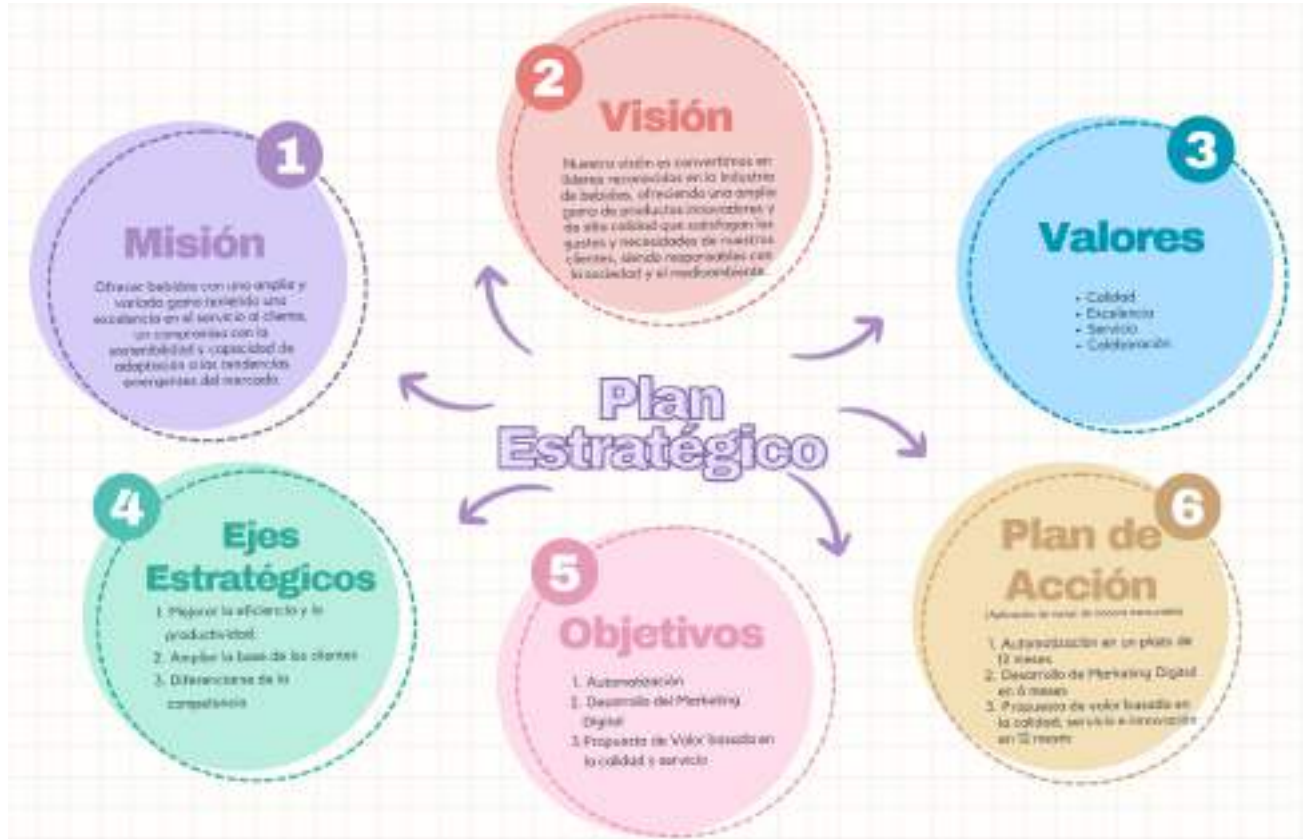 1
Misión
Ofrecer bebidas con una amplia y
variada gama teniendo una
excelencia en el servicio al cliente,
un compromiso con la
sostenibilidad y capacidad de
adaptación a las tendencias
emergentes del mercado.
2
Visión
Nuestra visión es convertirnos en
líderes reconocidos en la industria
de bebidas, ofreciendo una amplia
gama de productos innovadores y
de alta calidad que satisfagan los
gustos y necesidades de nuestros
clientes, siendo responsables con
la sociedad y el medioambiente.
3
Valores
• Calidad
• Excelencia
• Servicio
• Colaboración
Plan
Estratégico
4
Ejes
Estratégicos
1. Mejorar la eficiencia y la
productividad.
2. Ampliar la base de los clientes
3. Diferenciarse de la
competencia
5
Objetivos
1. Automatización
2. Desarrollo del Marketing
Digital
3. Propuesta de Valor basada en
la calidad y servicio
6
Plan de
Acción
1. Automatización en un plazo de
12 meses
2. Desarrollo de Marketing Digital
en 6 meses
3. Propuesta de valor basada en
la calidad, servicio e innovación
en 12 meses